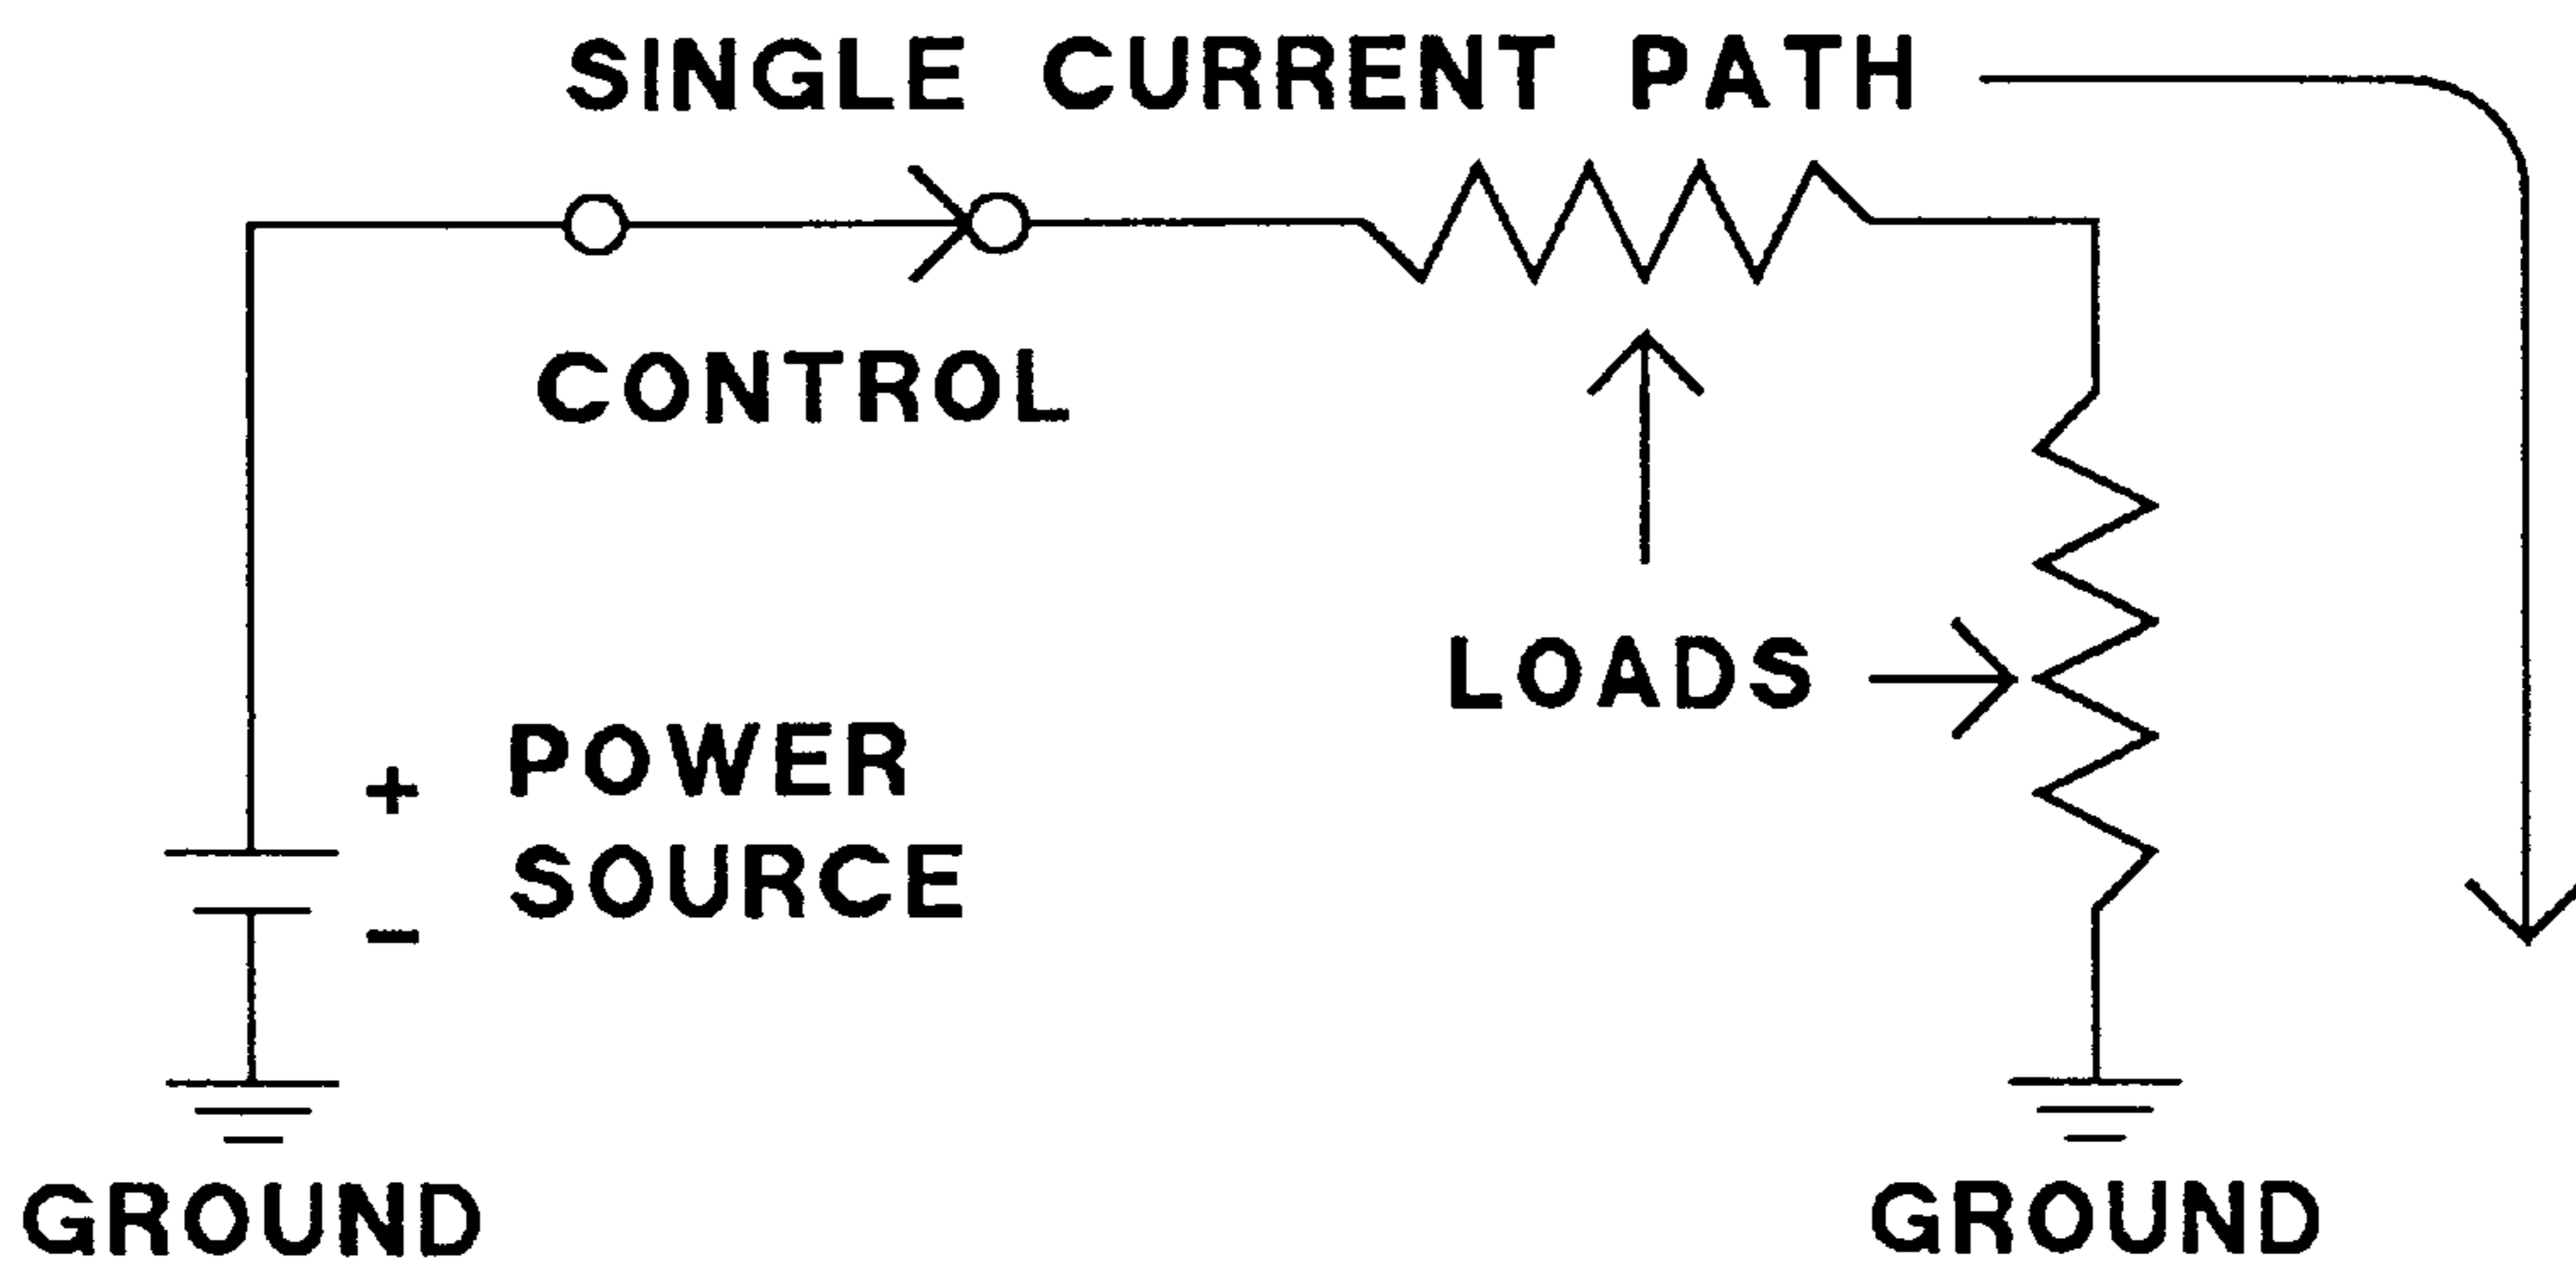 SINGLE CURRENT PATH
CONTROL
LOADS
+ POWER
SOURCE
−
GROUND
GROUND